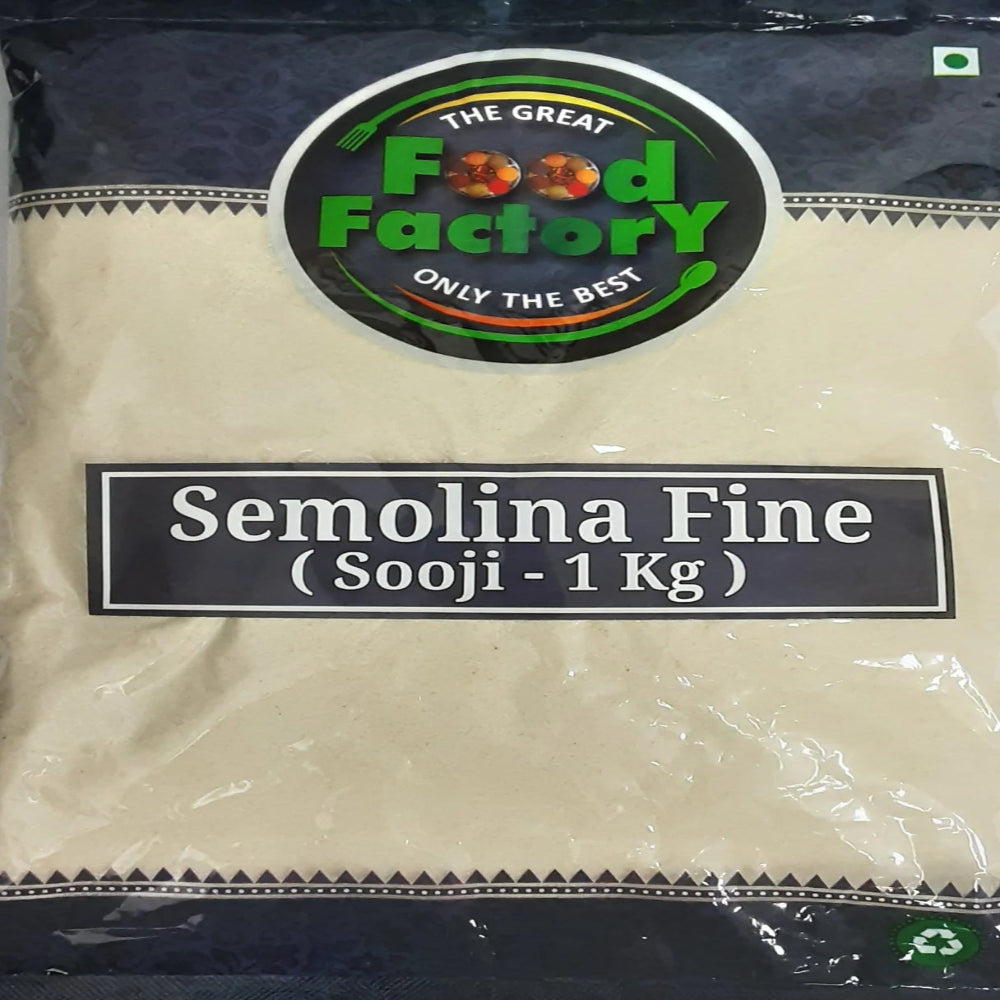 THE GREAT
Food
FactorY
ONLY THE BEST
Semolina Fine
( Sooji - 1 Kg )